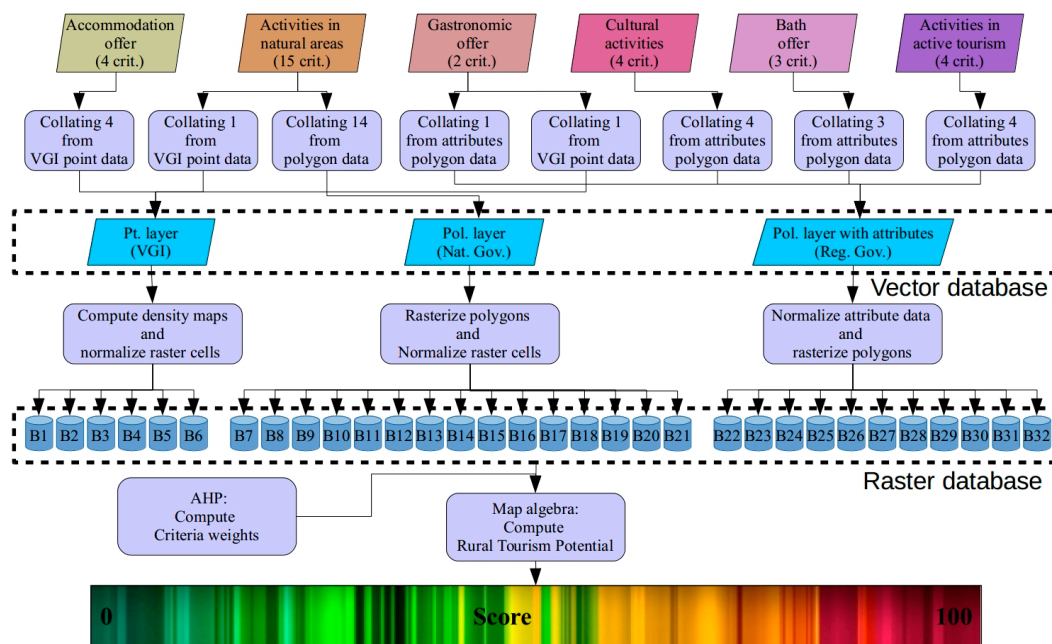 Accommodation
offer
(4 crit.)
Activities in
natural areas
(15 crit.)
Gastronomic
offer
(2 crit.)
Cultural
activities
(4 crit.)
Bath
offer
(3 crit.)
Activities in
active tourism
(4 crit.)
Collating 4
from
VGI point data
Collating 1
from
VGI point data
Collating 14
from
polygon data
Collating 1
from attributes
polygon data
Collating 1
from
VGI point data
Collating 4
from attributes
polygon data
Collating 3
from attributes
polygon data
Collating 4
from attributes
polygon data
Pt. layer
(VGI)
Pol. layer
(Nat. Gov.)
Pol. layer with attributes
(Reg. Gov.)
Vector database
Compute density maps
and
normalize raster cells
Rasterize polygons
and
Normalize raster cells
Normalize attribute data
and
rasterize polygons
B1 B2 B3 B4 B5 B6 B7 B8 B9 B10 B11 B12 B13 B14 B15 B16 B17 B18 B19 B20 B21 B22 B23 B24 B25 B26 B27 B28 B29 B30 B31 B32
Raster database
AHP:
Compute
Criteria weights
Map algebra:
Compute
Rural Tourism Potential
0 Score 100